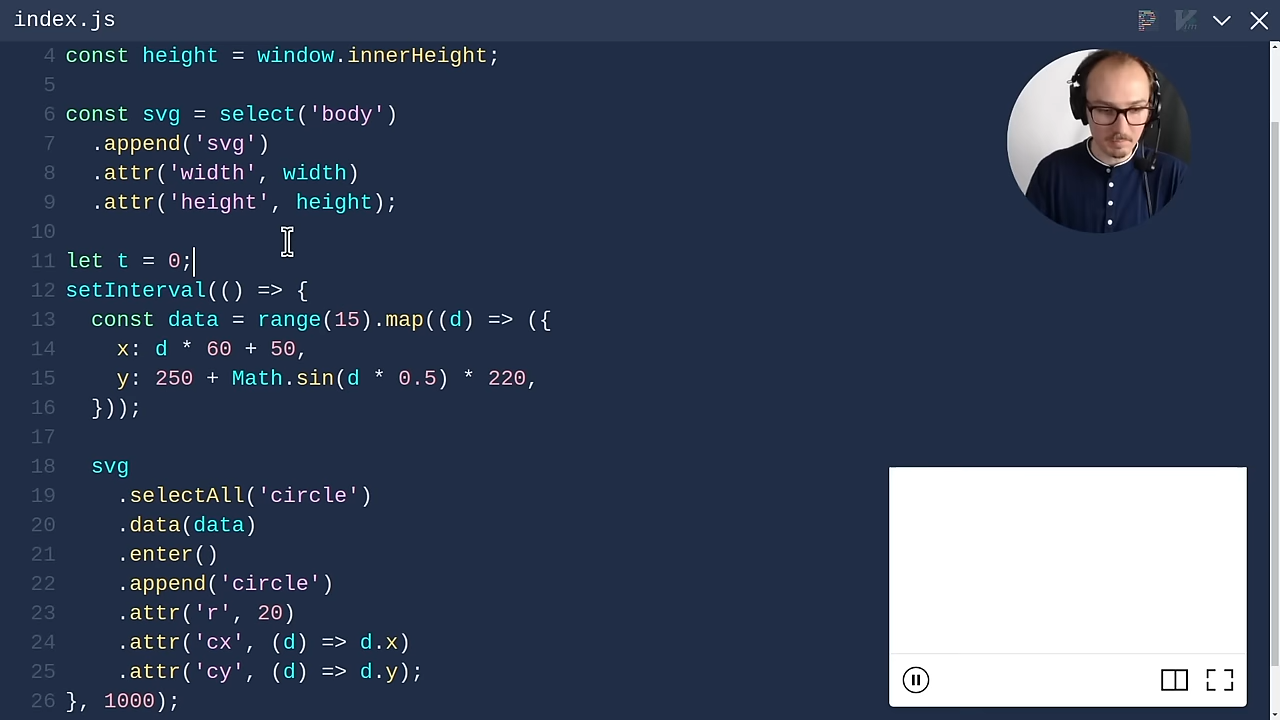 index.js
4 const height = window.innerHeight;
5
6 const svg = select('body')
7 .append('svg')
8 .attr('width', width)
9 .attr('height', height);
10
11 let t = 0;
12 setInterval(() => {
13 const data = range(15).map((d) => ({
14 x: d * 60 + 50,
15 y: 250 + Math.sin(d * 0.5) * 220,
16 }));
17
18 svg
19 .selectAll('circle')
20 .data(data)
21 .enter()
22 .append('circle')
23 .attr('r', 20)
24 .attr('cx', (d) => d.x)
25 .attr('cy', (d) => d.y);
26 }, 1000);